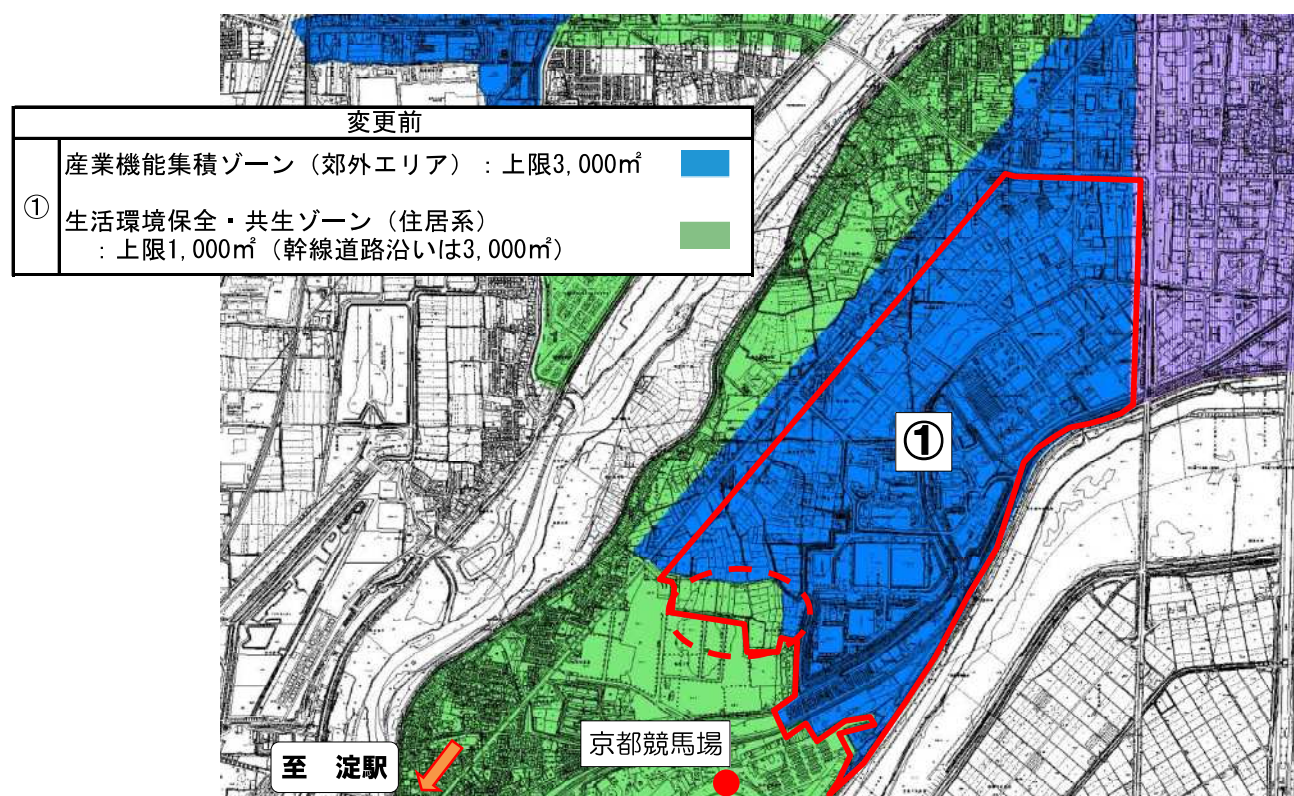 変更前
①
産業機能集積ゾーン（郊外エリア）：上限3,000㎡
生活環境保全・共生ゾーン（住居系）
：上限1,000㎡（幹線道路沿いは3,000㎡）
①
京都競馬場
至　淀駅